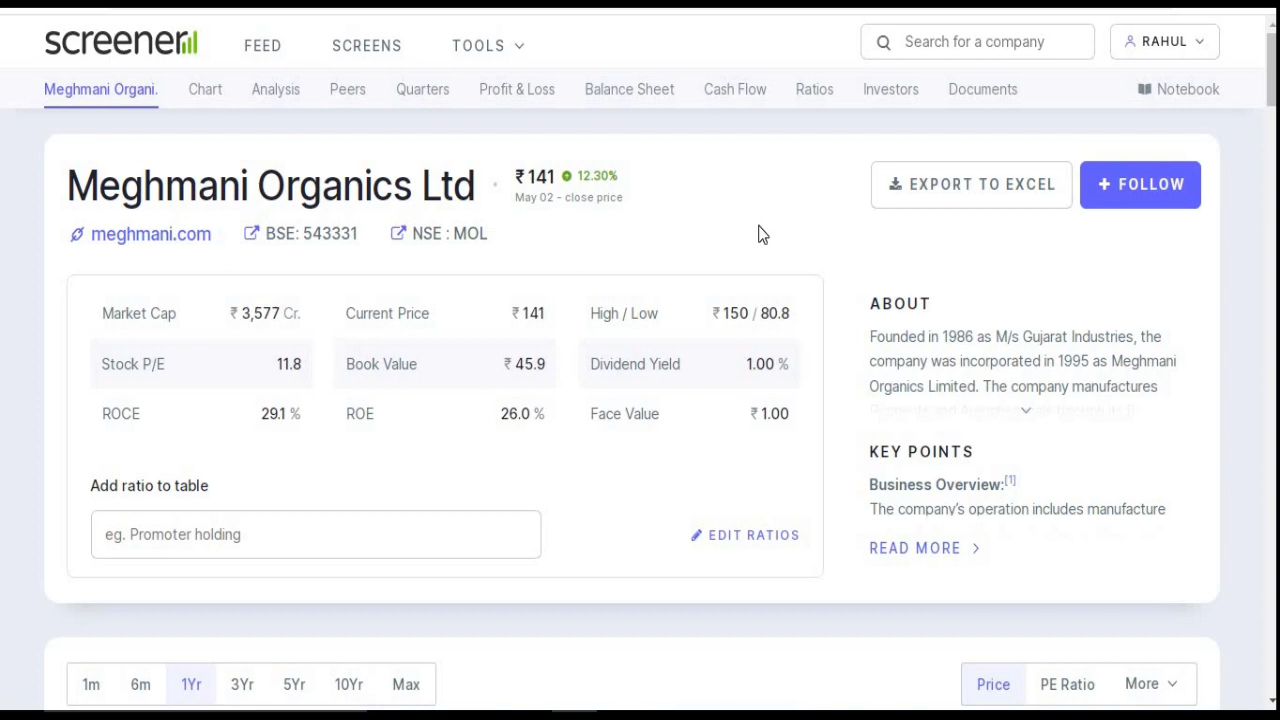 screener
FEED SCREENS TOOLS
Search for a company
RAHUL
Meghmani Organi. Chart Analysis Peers Quarters Profit & Loss Balance Sheet Cash Flow Ratios Investors Documents Notebook
Meghmani Organics Ltd
₹ 141 12.30%
May 02 - close price
EXPORT TO EXCEL
+ FOLLOW
meghmani.com BSE: 543331 NSE : MOL
Market Cap ₹ 3,577 Cr. Current Price ₹ 141 High / Low ₹ 150 / 80.8
Stock P/E 11.8 Book Value ₹ 45.9 Dividend Yield 1.00 %
ROCE 29.1 % ROE 26.0 % Face Value ₹ 1.00
Add ratio to table
eg. Promoter holding
EDIT RATIOS
ABOUT
Founded in 1986 as M/s Gujarat Industries, the
company was incorporated in 1995 as Meghmani
Organics Limited. The company manufactures
KEY POINTS
Business Overview:[1]
The company's operation includes manufacture
READ MORE
1m 6m 1Yr 3Yr 5Yr 10Yr Max
Price PE Ratio More